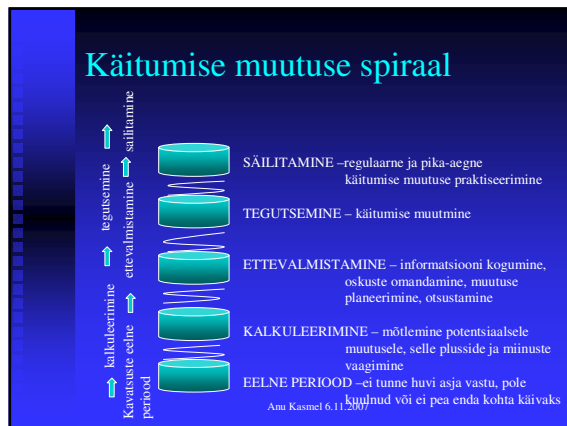 Käitumise muutuse spiraal
säilitamine
tegutsemine
ettevalmistamine
kalkuleerimine
Kavatsuste eelne
periood
SÄILITAMINE –regulaarne ja pika-aegne
käitumise muutuse praktiseerimine
TEGUTSEMINE – käitumise muutmine
ETTEVALMISTAMINE – informatsiooni kogumine,
oskuste omandamine, muutuse
planeerimine, otsustamine
KALKULEERIMINE – mõtlemine potentsiaalsele
muutusele, selle plusside ja miinuste
vaagimine
EELNE PERIOOD –ei tunne huvi asja vastu, pole
kuulnud või ei pea enda kohta käivaks
Anu Kasmel 6.11.2007